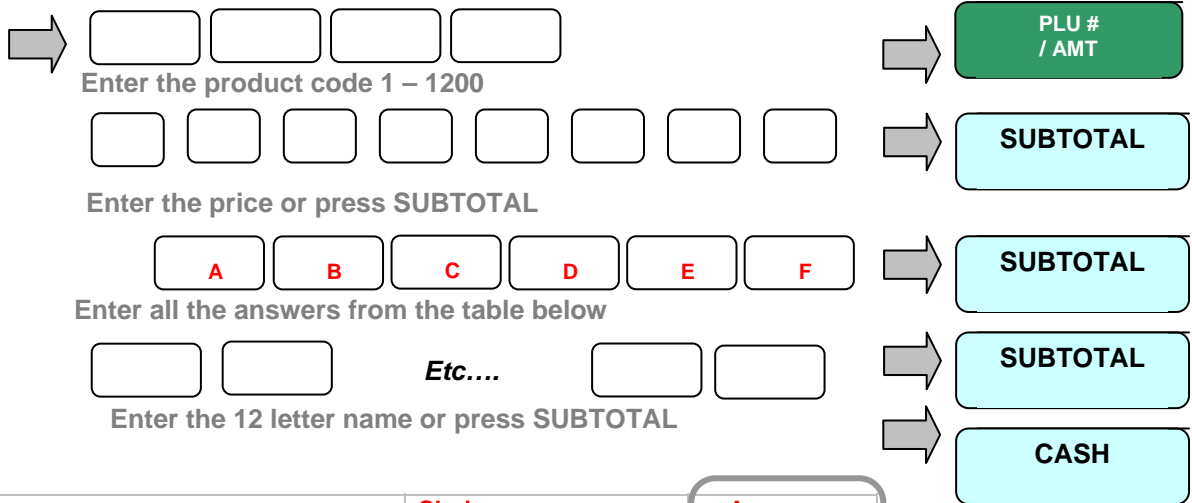 PLU #
/ AMT
Enter the product code 1 – 1200
SUBTOTAL
Enter the price or press SUBTOTAL
A B C D E F
SUBTOTAL
Enter all the answers from the table below
Etc….
SUBTOTAL
Enter the 12 letter name or press SUBTOTAL
CASH